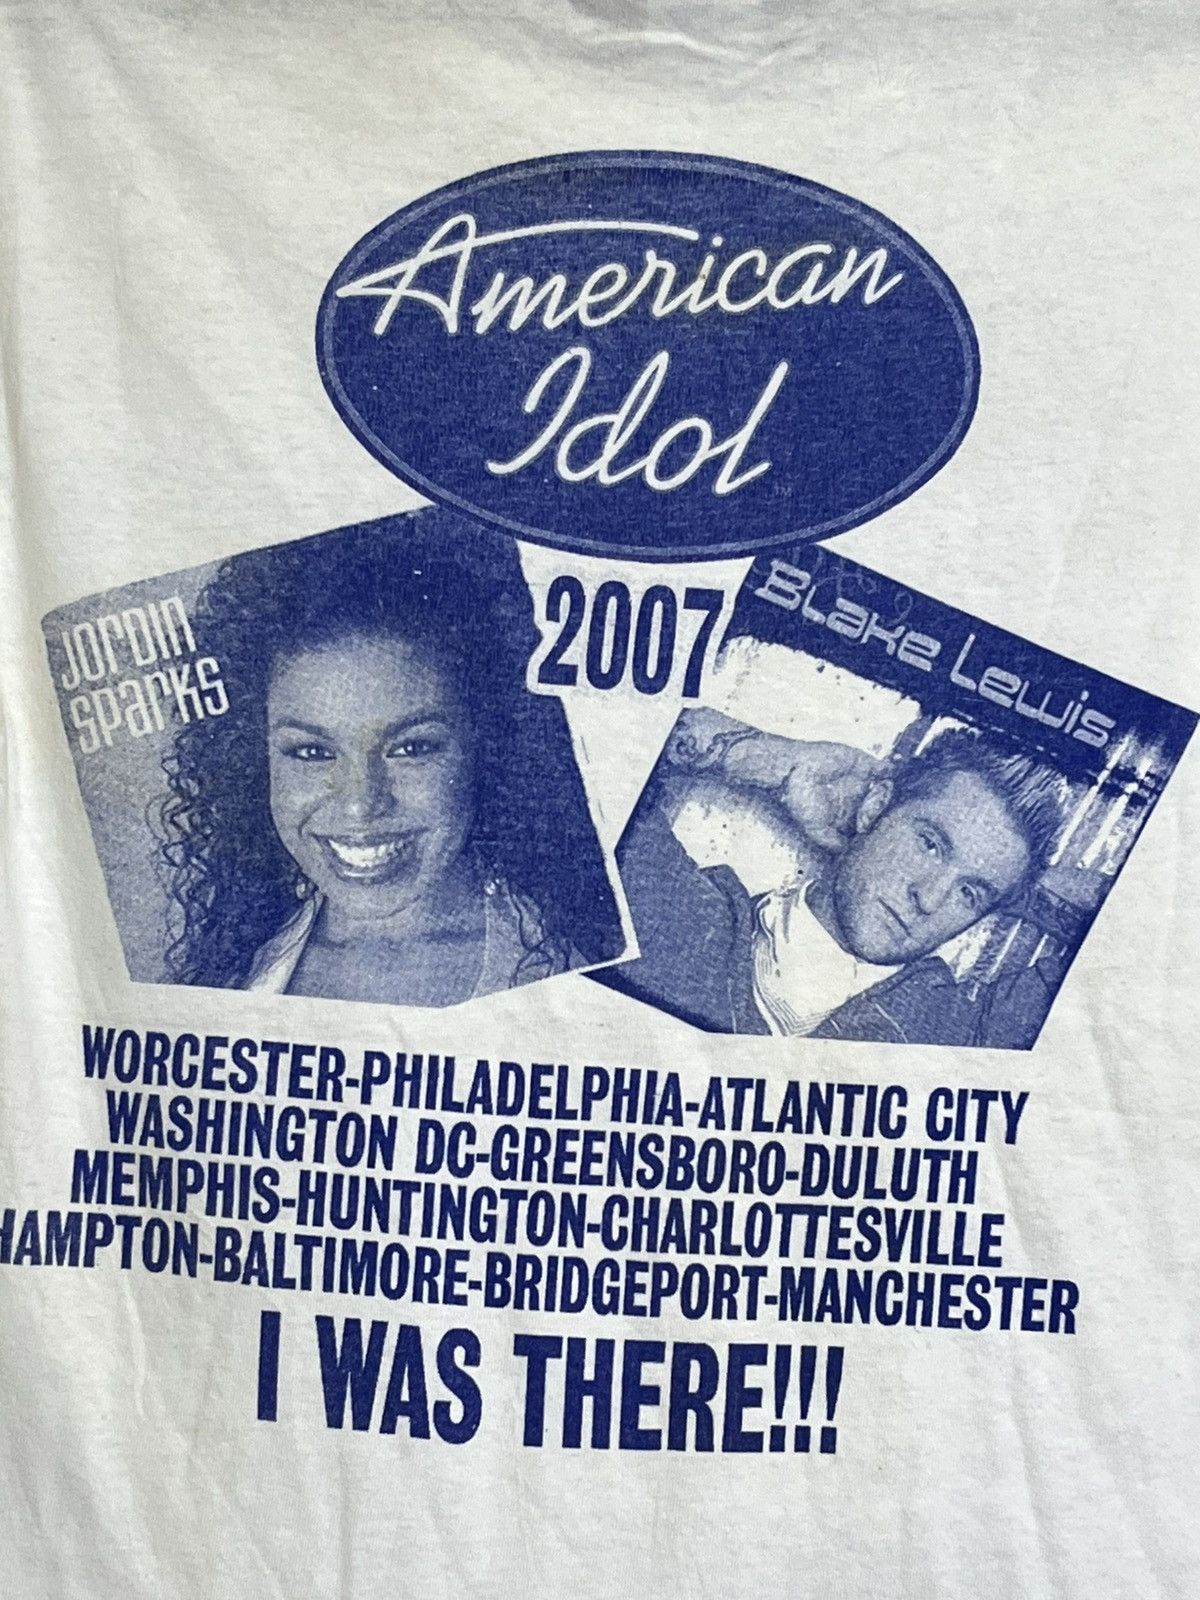 American
Idol
TM
2007
JORDIN
SPARKS
Blake Lewis
WORCESTER-PHILADELPHIA-ATLANTIC CITY
WASHINGTON DC-GREENSBORO-DULUTH
MEMPHIS-HUNTINGTON-CHARLOTTESVILLE
HAMPTON-BALTIMORE-BRIDGEPORT-MANCHESTER
I WAS THERE!!!